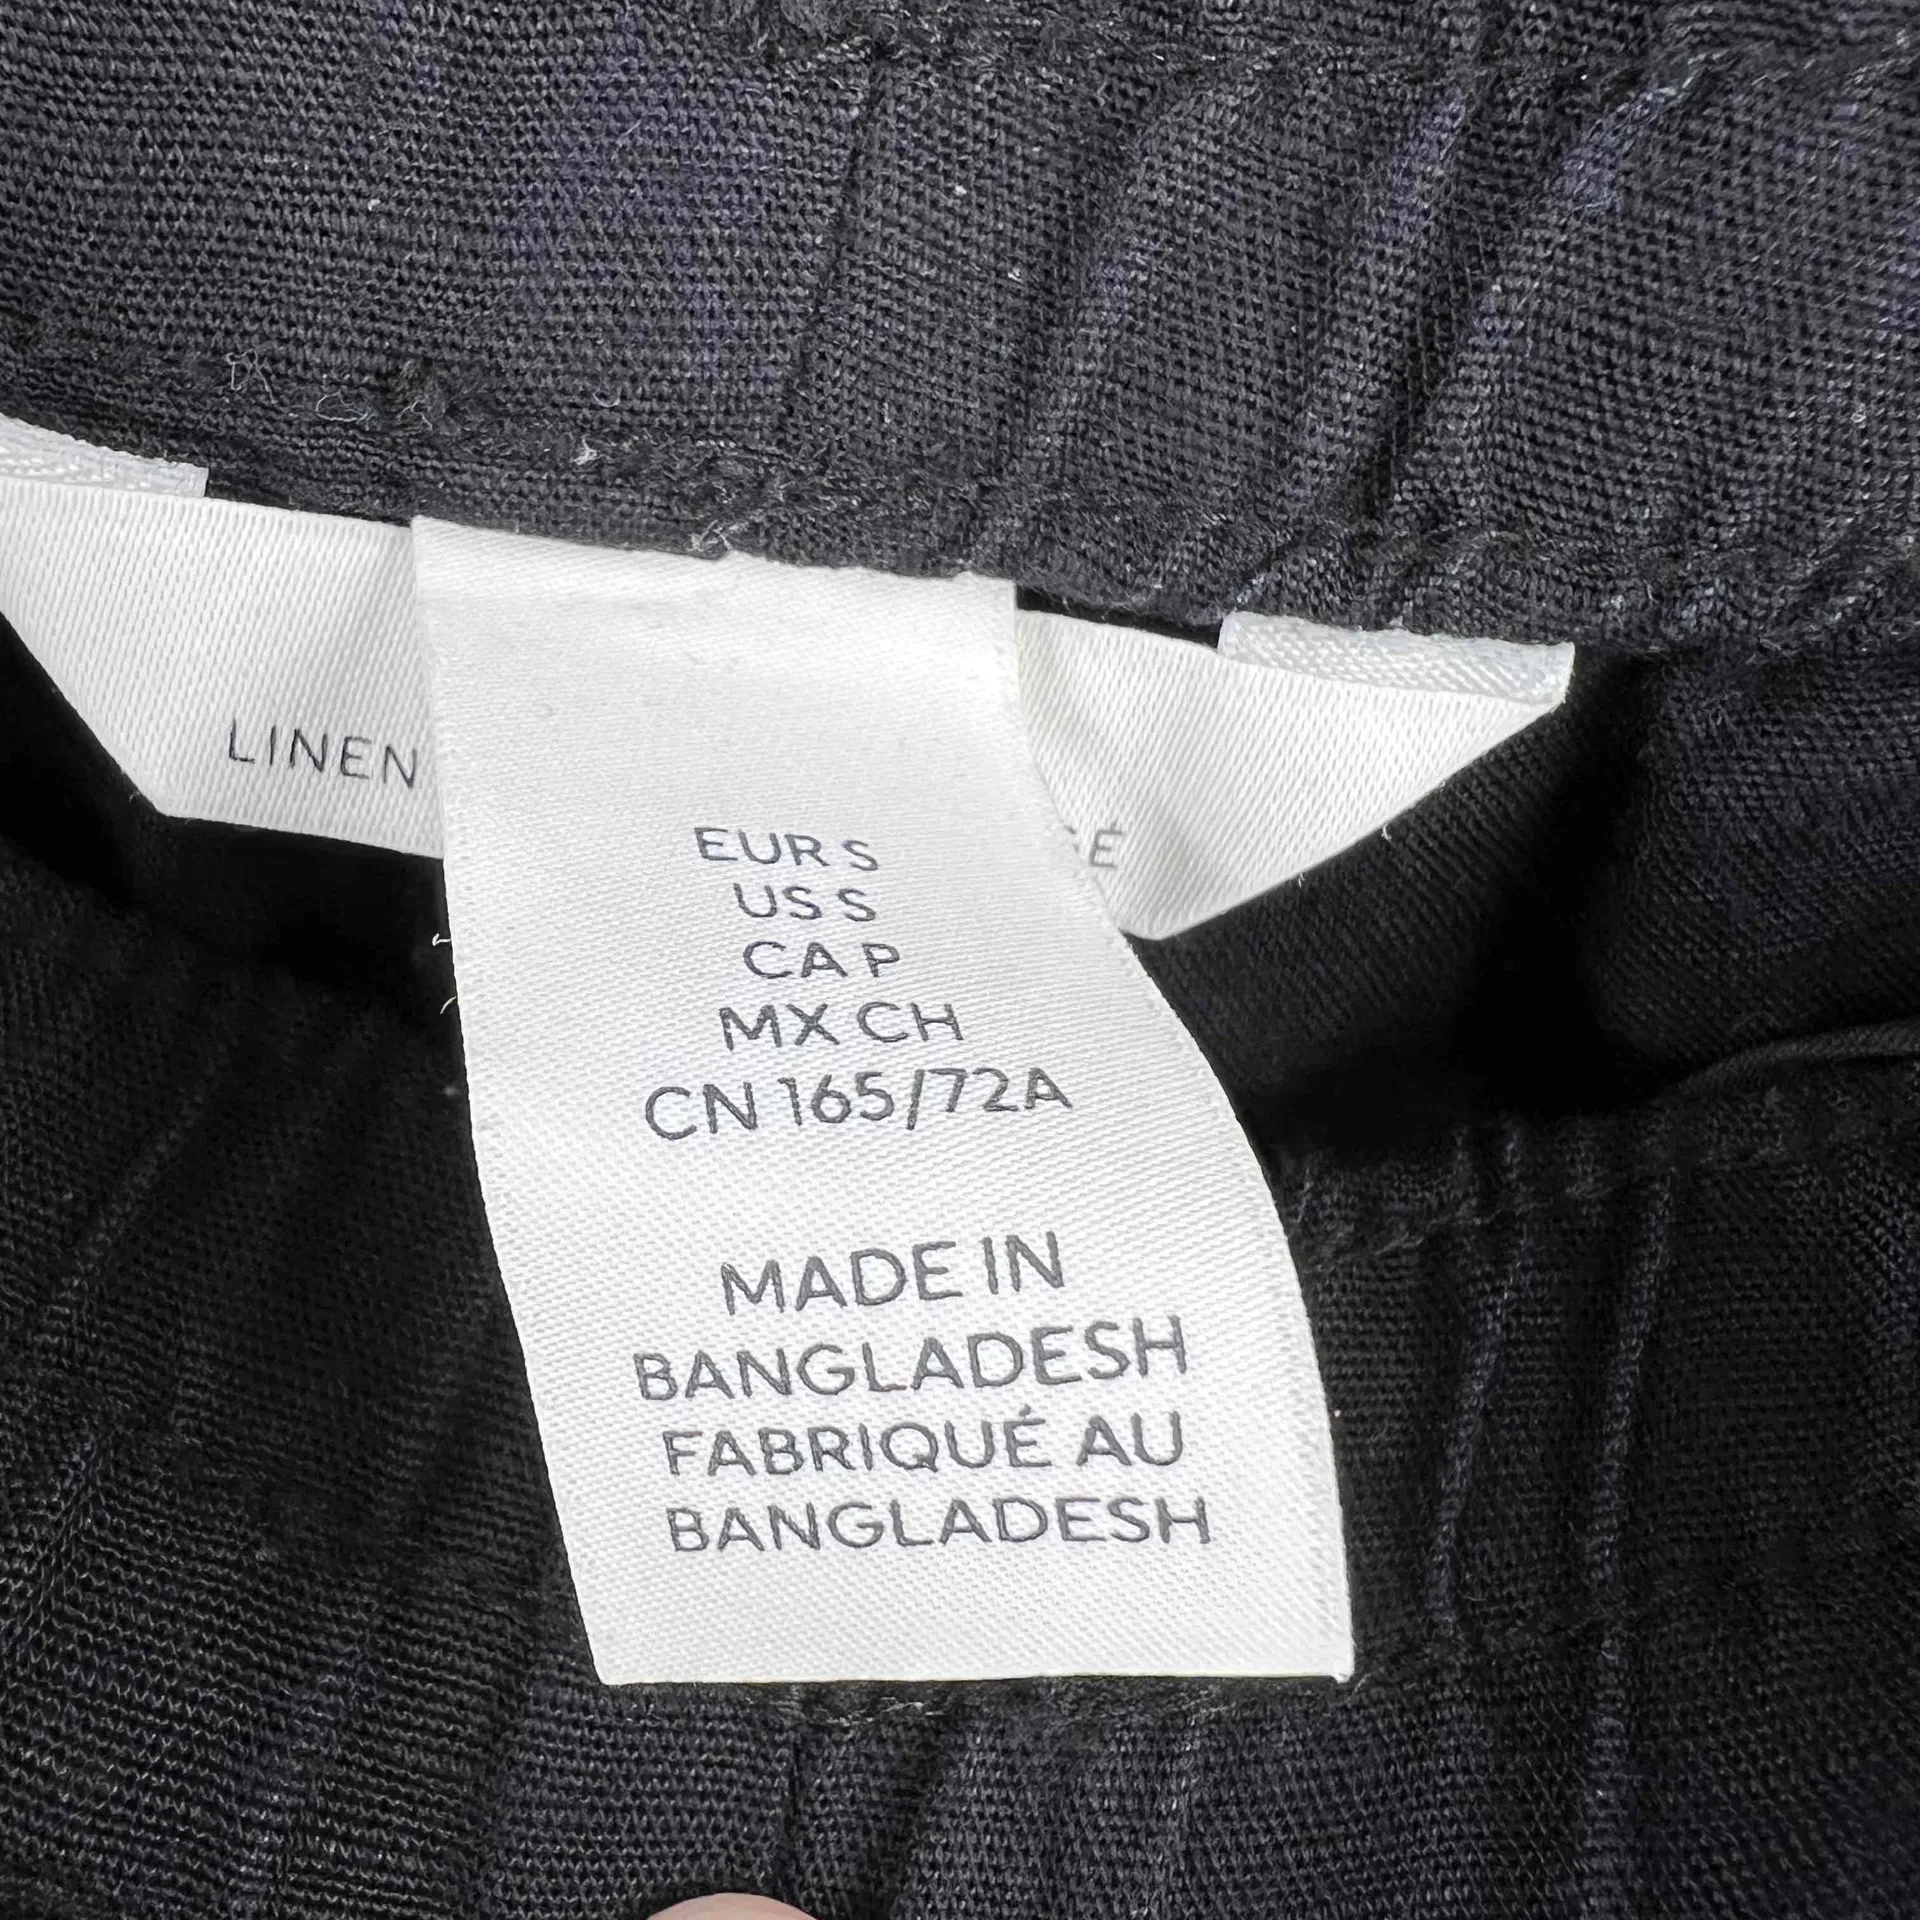 LINEN
EUR S
US S
CA P
MX CH
CN 165/72A
MADE IN
BANGLADESH
FABRIQUÉ AU
BANGLADESH